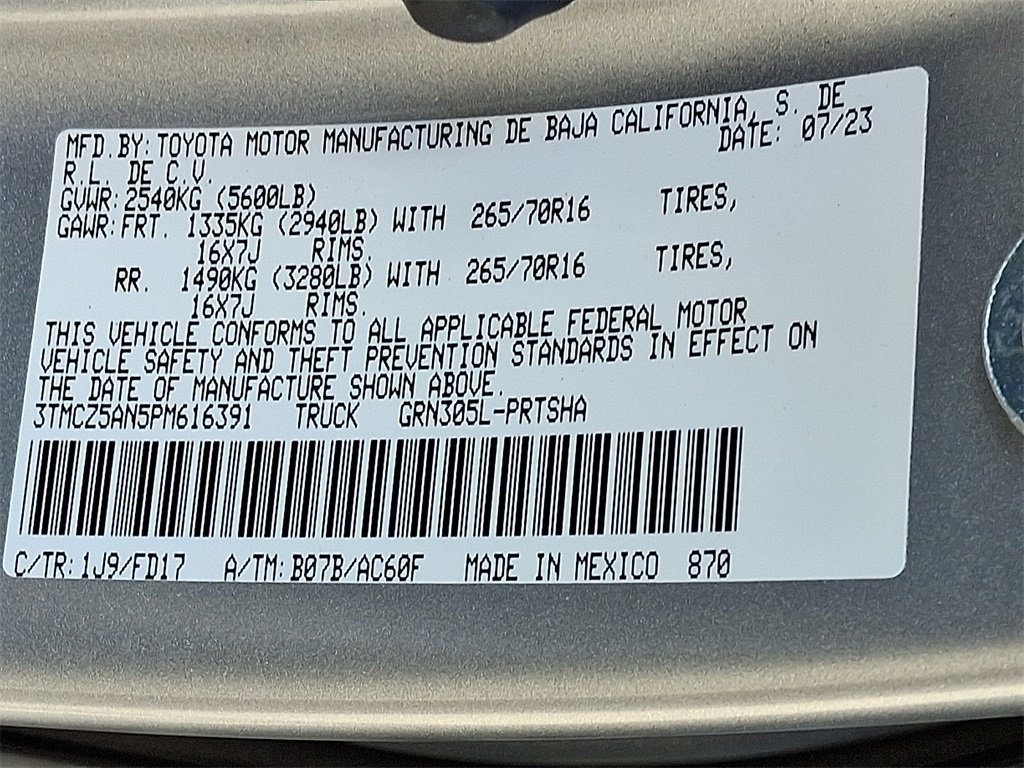 MFD.BY: TOYOTA MOTOR MANUFACTURING DE BAJA CALIFORNIA, S. DE
R.L. DE C.V. DATE: 07/23
GVWR: 2540KG (5600LB)
GAWR: FRT. 1335KG (2940LB) WITH 265/70R16 TIRES,
16X7J RIMS.
RR. 1490KG (3280LB) WITH 265/70R16 TIRES,
16X7J RIMS.
THIS VEHICLE CONFORMS TO ALL APPLICABLE FEDERAL MOTOR
VEHICLE SAFETY AND THEFT PREVENTION STANDARDS IN EFFECT ON
THE DATE OF MANUFACTURE SHOWN ABOVE.
3TMCZ5AN5PM616391 TRUCK GRN305L-PRTSHA
C/TR: 1J9/FD17 A/TM: B07B/AC60F MADE IN MEXICO 870